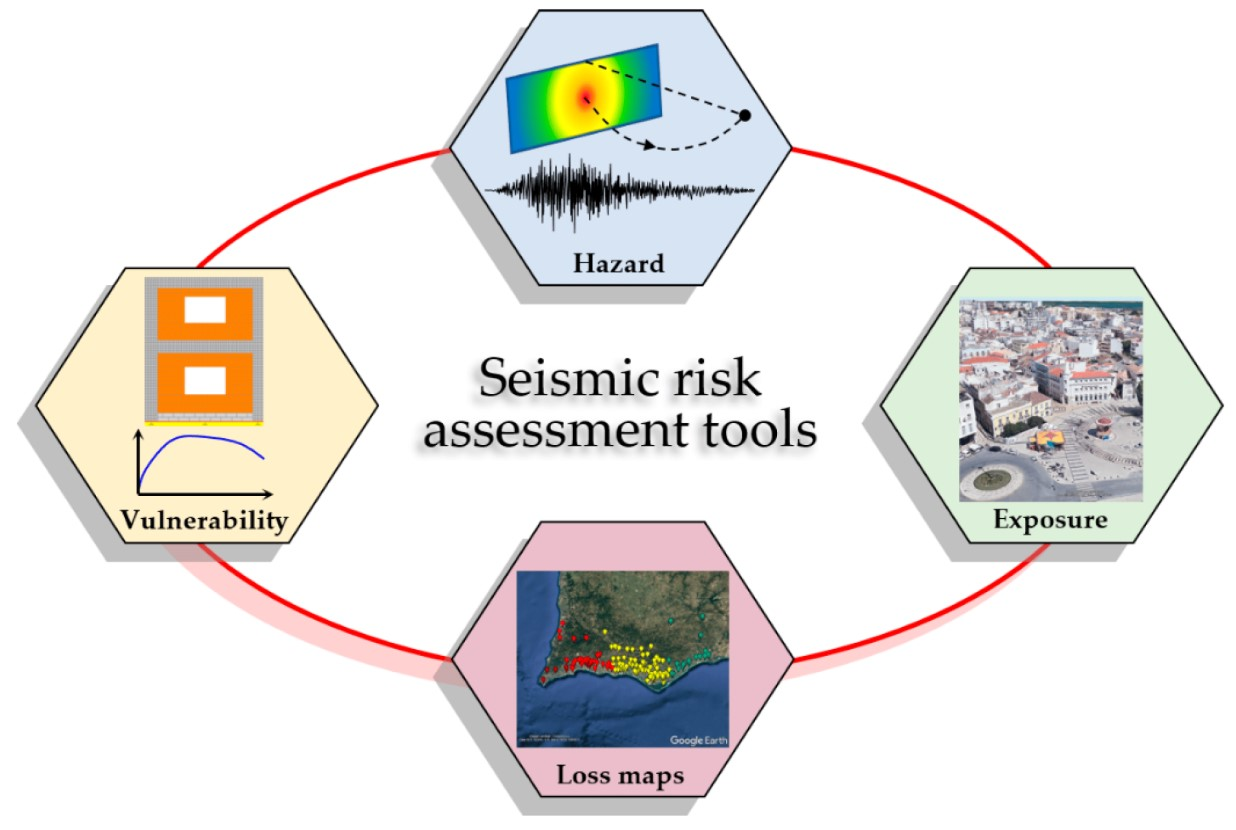 Hazard
Seismic risk
assessment tools
Vulnerability
Exposure
Google Earth
Loss maps